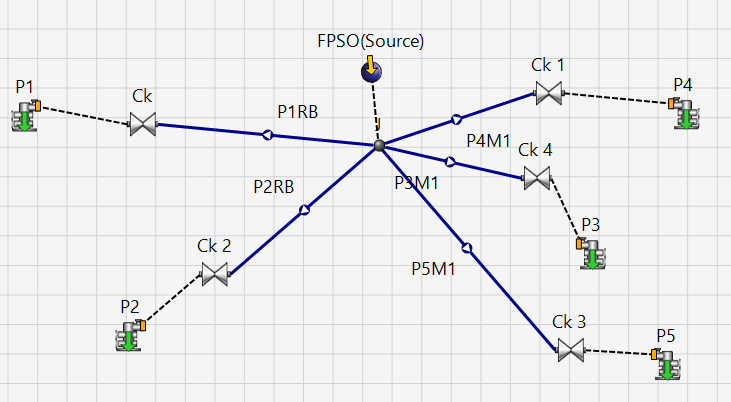 FPSO(Source)
Ck 1
P1
Ck
P4
P1RB
J
P4M1
Ck 4
P2RB
P3M1
P3
Ck 2
P5M1
P2
Ck 3
P5